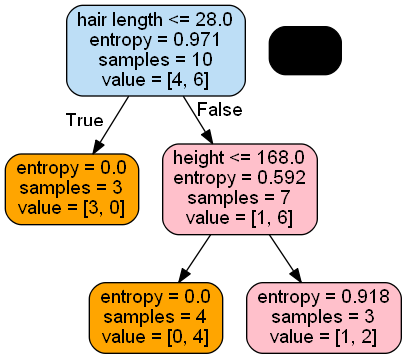 hair length <= 28.0
entropy = 0.971
samples = 10
value = [4, 6]
True
False
entropy = 0.0
samples = 3
value = [3, 0]
height <= 168.0
entropy = 0.592
samples = 7
value = [1, 6]
entropy = 0.0
samples = 4
value = [0, 4]
entropy = 0.918
samples = 3
value = [1, 2]